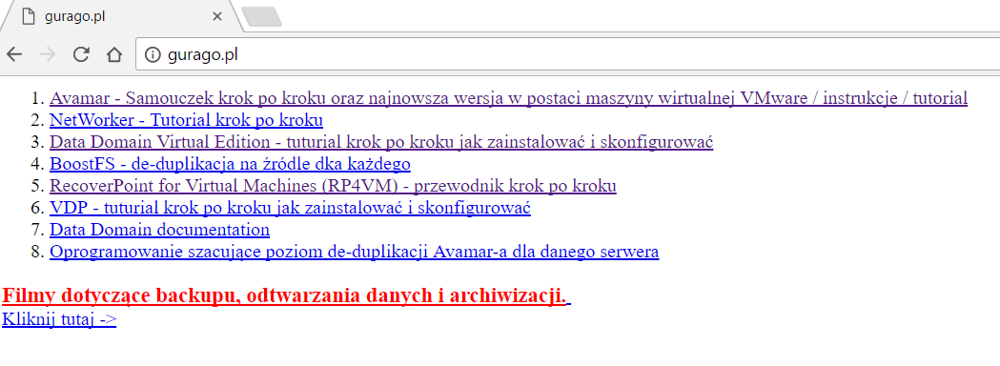 gurago.pl
gurago.pl
1. Avamar - Samouczek krok po kroku oraz najnowsza wersja w postaci maszyny wirtualnej VMware / instrukcje / tutorial
2. NetWorker - Tutorial krok po kroku
3. Data Domain Virtual Edition - tuturial krok po kroku jak zainstalować i skonfigurować
4. BoostFS - de-duplikacja na źródle dka każdego
5. RecoverPoint for Virtual Machines (RP4VM) - przewodnik krok po kroku
6. VDP - tuturial krok po kroku jak zainstalować i skonfigurować
7. Data Domain documentation
8. Oprogramowanie szacujące poziom de-duplikacji Avamar-a dla danego serwera
Filmy dotyczące backupu, odtwarzania danych i archiwizacji.
Kliknij tutaj ->